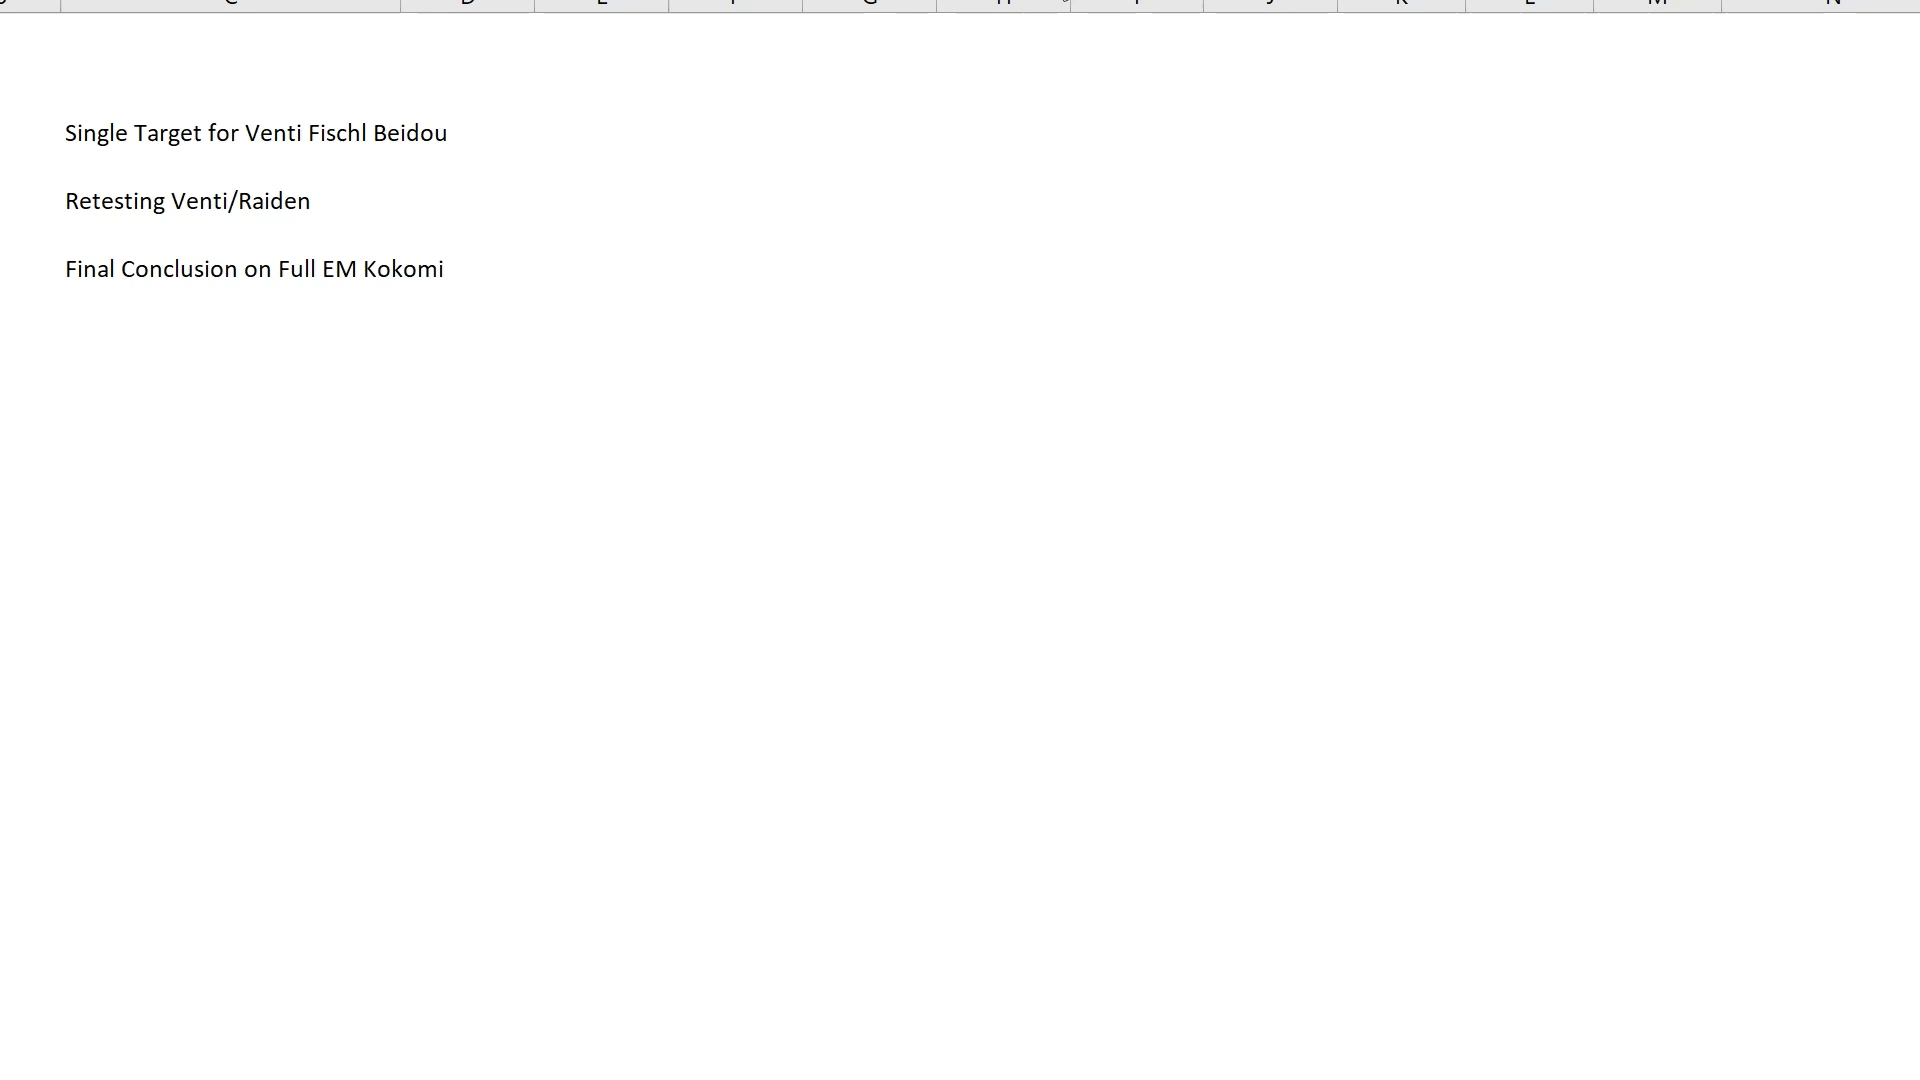 C D E F G H I J K L M N
Single Target for Venti Fischl Beidou
Retesting Venti/Raiden
Final Conclusion on Full EM Kokomi